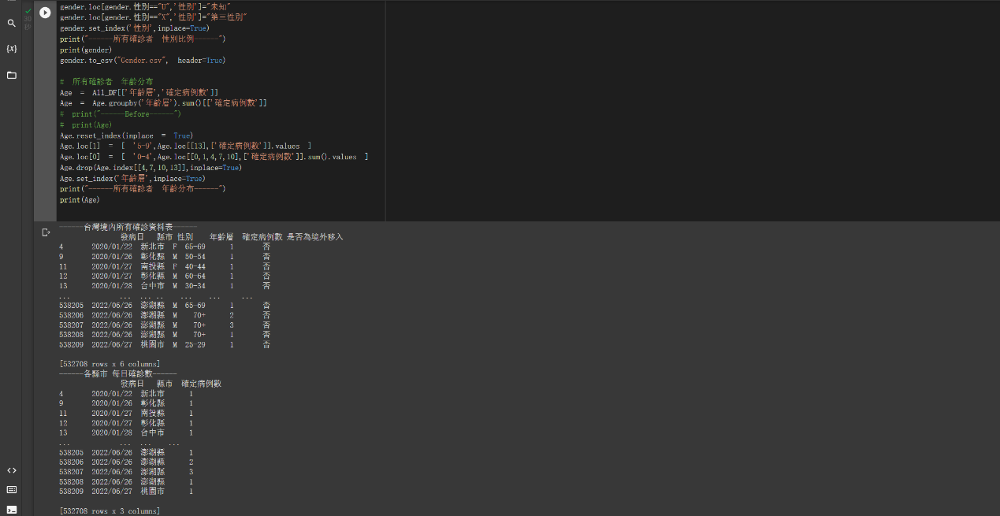 gender.loc[gender.性別=="U",'性別']="未知"
gender.loc[gender.性別=="X",'性別']="第三性別"
gender.set_index('性別',inplace=True)
print("------所有確診者  性別比例------")
print(gender)
gender.to_csv("Gender.csv",  header=True)
#  所有確診者  年齡分布
Age  =  All_DF[['年齡層','確定病例數']]
Age  =  Age.groupby('年齡層').sum()[['確定病例數']]
#  print("------Before------")
#  print(Age)
Age.reset_index(inplace  =  True)
Age.loc[1]  =  [  '5-9',Age.loc[[13],['確定病例數']].values  ]
Age.loc[0]  =  [  '0-4',Age.loc[[0,1,4,7,10],['確定病例數']].sum().values  ]
Age.drop(Age.index[[4,7,10,13]],inplace=True)
Age.set_index('年齡層',inplace=True)
print("------所有確診者  年齡分布------")
print(Age)
30
秒
{x}
------台灣境內所有確診資料表------
發病日 縣市 性別 年齡層 確定病例數 是否為境外移入
4 2020/01/22 新北市 F 65-69 1 否
9 2020/01/26 彰化縣 M 50-54 1 否
11 2020/01/27 南投縣 F 40-44 1 否
12 2020/01/27 彰化縣 M 60-64 1 否
13 2020/01/28 台中市 M 30-34 1 否
... ... ... .. ... ... ...
538205 2022/06/26 澎湖縣 M 65-69 1 否
538206 2022/06/26 澎湖縣 M 70+ 2 否
538207 2022/06/26 澎湖縣 M 70+ 3 否
538208 2022/06/26 澎湖縣 M 70+ 1 否
538209 2022/06/27 桃園市 M 25-29 1 否
[532708 rows x 6 columns]
------各縣市 每日確診數------
發病日 縣市 確定病例數
4 2020/01/22 新北市 1
9 2020/01/26 彰化縣 1
11 2020/01/27 南投縣 1
12 2020/01/27 彰化縣 1
13 2020/01/28 台中市 1
... ... ... ...
538205 2022/06/26 澎湖縣 1
538206 2022/06/26 澎湖縣 2
538207 2022/06/26 澎湖縣 3
538208 2022/06/26 澎湖縣 1
538209 2022/06/27 桃園市 1
[532708 rows x 3 columns]